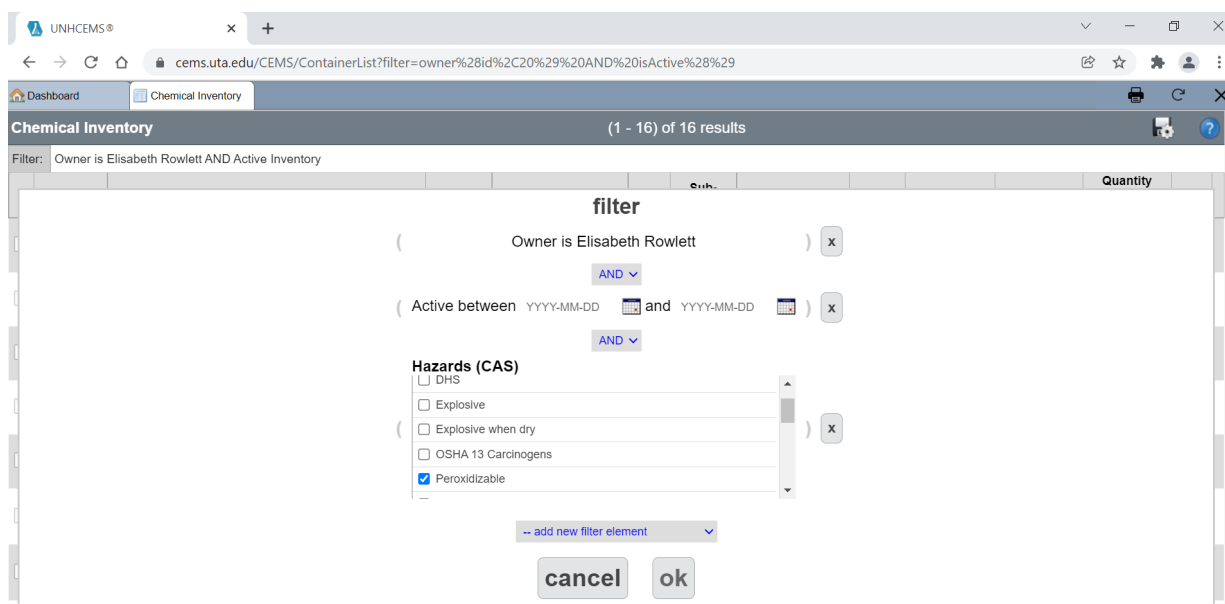 UNHCEMS®
cems.uta.edu/CEMS/ContainerList?filter=owner%28id%2C20%29%20AND%20isActive%28%29
Dashboard Chemical Inventory
Chemical Inventory (1 - 16) of 16 results
Filter: Owner is Elisabeth Rowlett AND Active Inventory
Sub- Quantity
filter
( Owner is Elisabeth Rowlett ) x
AND
( Active between YYYY-MM-DD and YYYY-MM-DD ) x
AND
Hazards (CAS)
DHS
Explosive
( Explosive when dry ) x
OSHA 13 Carcinogens
Peroxidizable
-- add new filter element
cancel ok